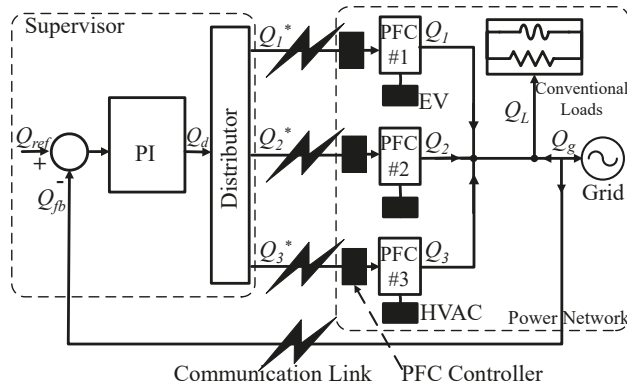 Supervisor
Q1*
Q2*
Q3*
Qref
+
-
Qfb
PI
Qd
Distributor
PFC
#1
Q1
EV
PFC
#2
Q2
PFC
#3
Q3
HVAC
Conventional
Loads
QL
Qg
Grid
Power Network
Communication Link
PFC Controller